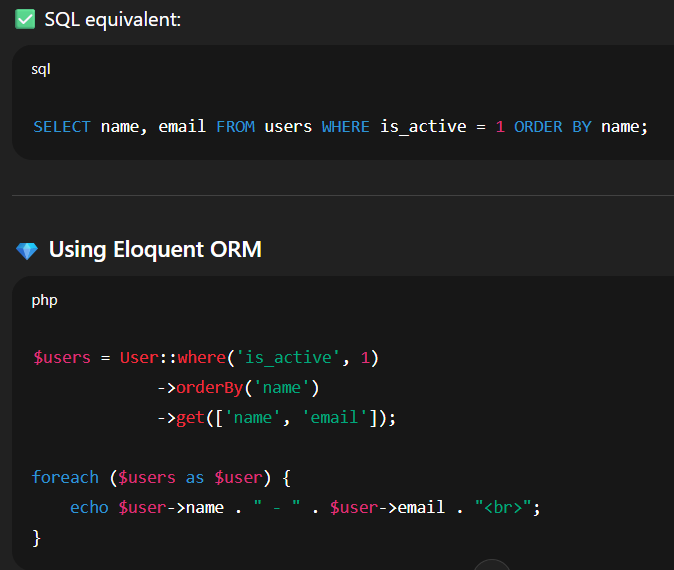 ✅ SQL equivalent:
sql
SELECT name, email FROM users WHERE is_active = 1 ORDER BY name;
💎 Using Eloquent ORM
php
$users = User::where('is_active', 1)
            ->orderBy('name')
            ->get(['name', 'email']);
foreach ($users as $user) {
    echo $user->name . " - " . $user->email . "<br>";
}